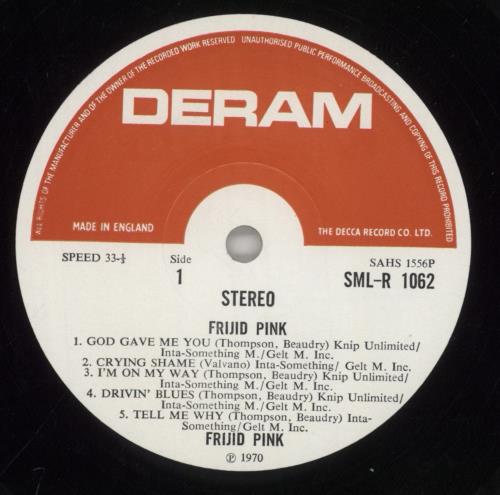 ALL RIGHTS OF THE MANUFACTURER AND OF THE OWNER OF THE RECORDED WORK RESERVED UNAUTHORISED PUBLIC PERFORMANCE BROADCASTING AND COPYING OF THIS RECORD PROHIBITED
DERAM
MADE IN ENGLAND
THE DECCA RECORD CO. LTD.
SPEED 33-⅓
Side
1
SAHS 1556P
SML-R 1062
STEREO
FRIJID PINK
1. GOD GAVE ME YOU (Thompson, Beaudry) Knip Unlimited/
Inta-Something M./Gelt M. Inc.
2. CRYING SHAME (Valvano) Inta-Something/ Gelt M. Inc.
3. I'M ON MY WAY (Thompson, Beaudry) Knip Unlimited/
Inta-Something M./Gelt M. Inc.
4. DRIVIN' BLUES (Thompson, Beaudry) Knip Unlimited/
Inta-Something M./Gelt M. Inc.
5. TELL ME WHY (Thompson, Beaudry) Inta-
Something/Gelt M. Inc.
FRIJID PINK
℗ 1970